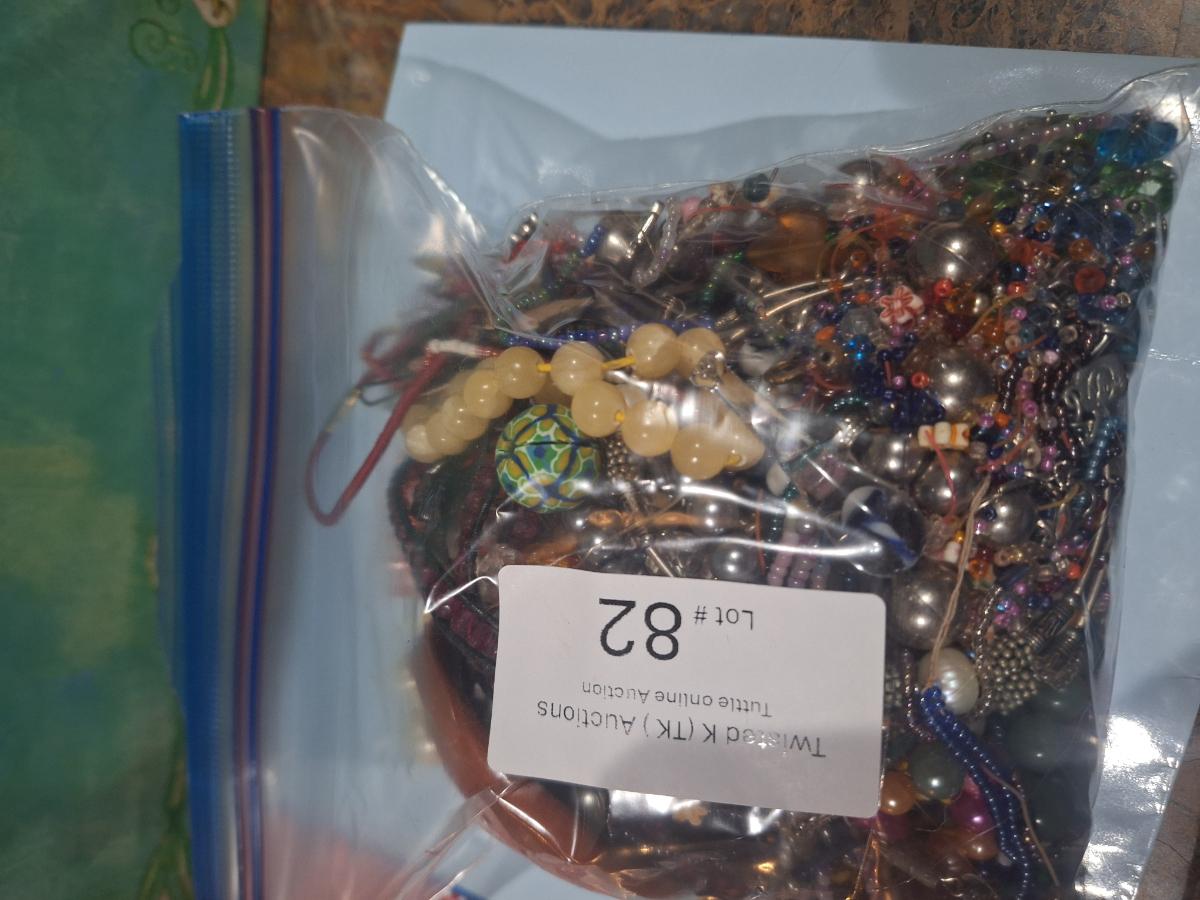 Twisted K (TK ) Auctions
Tuttle online Auction
Lot # 82